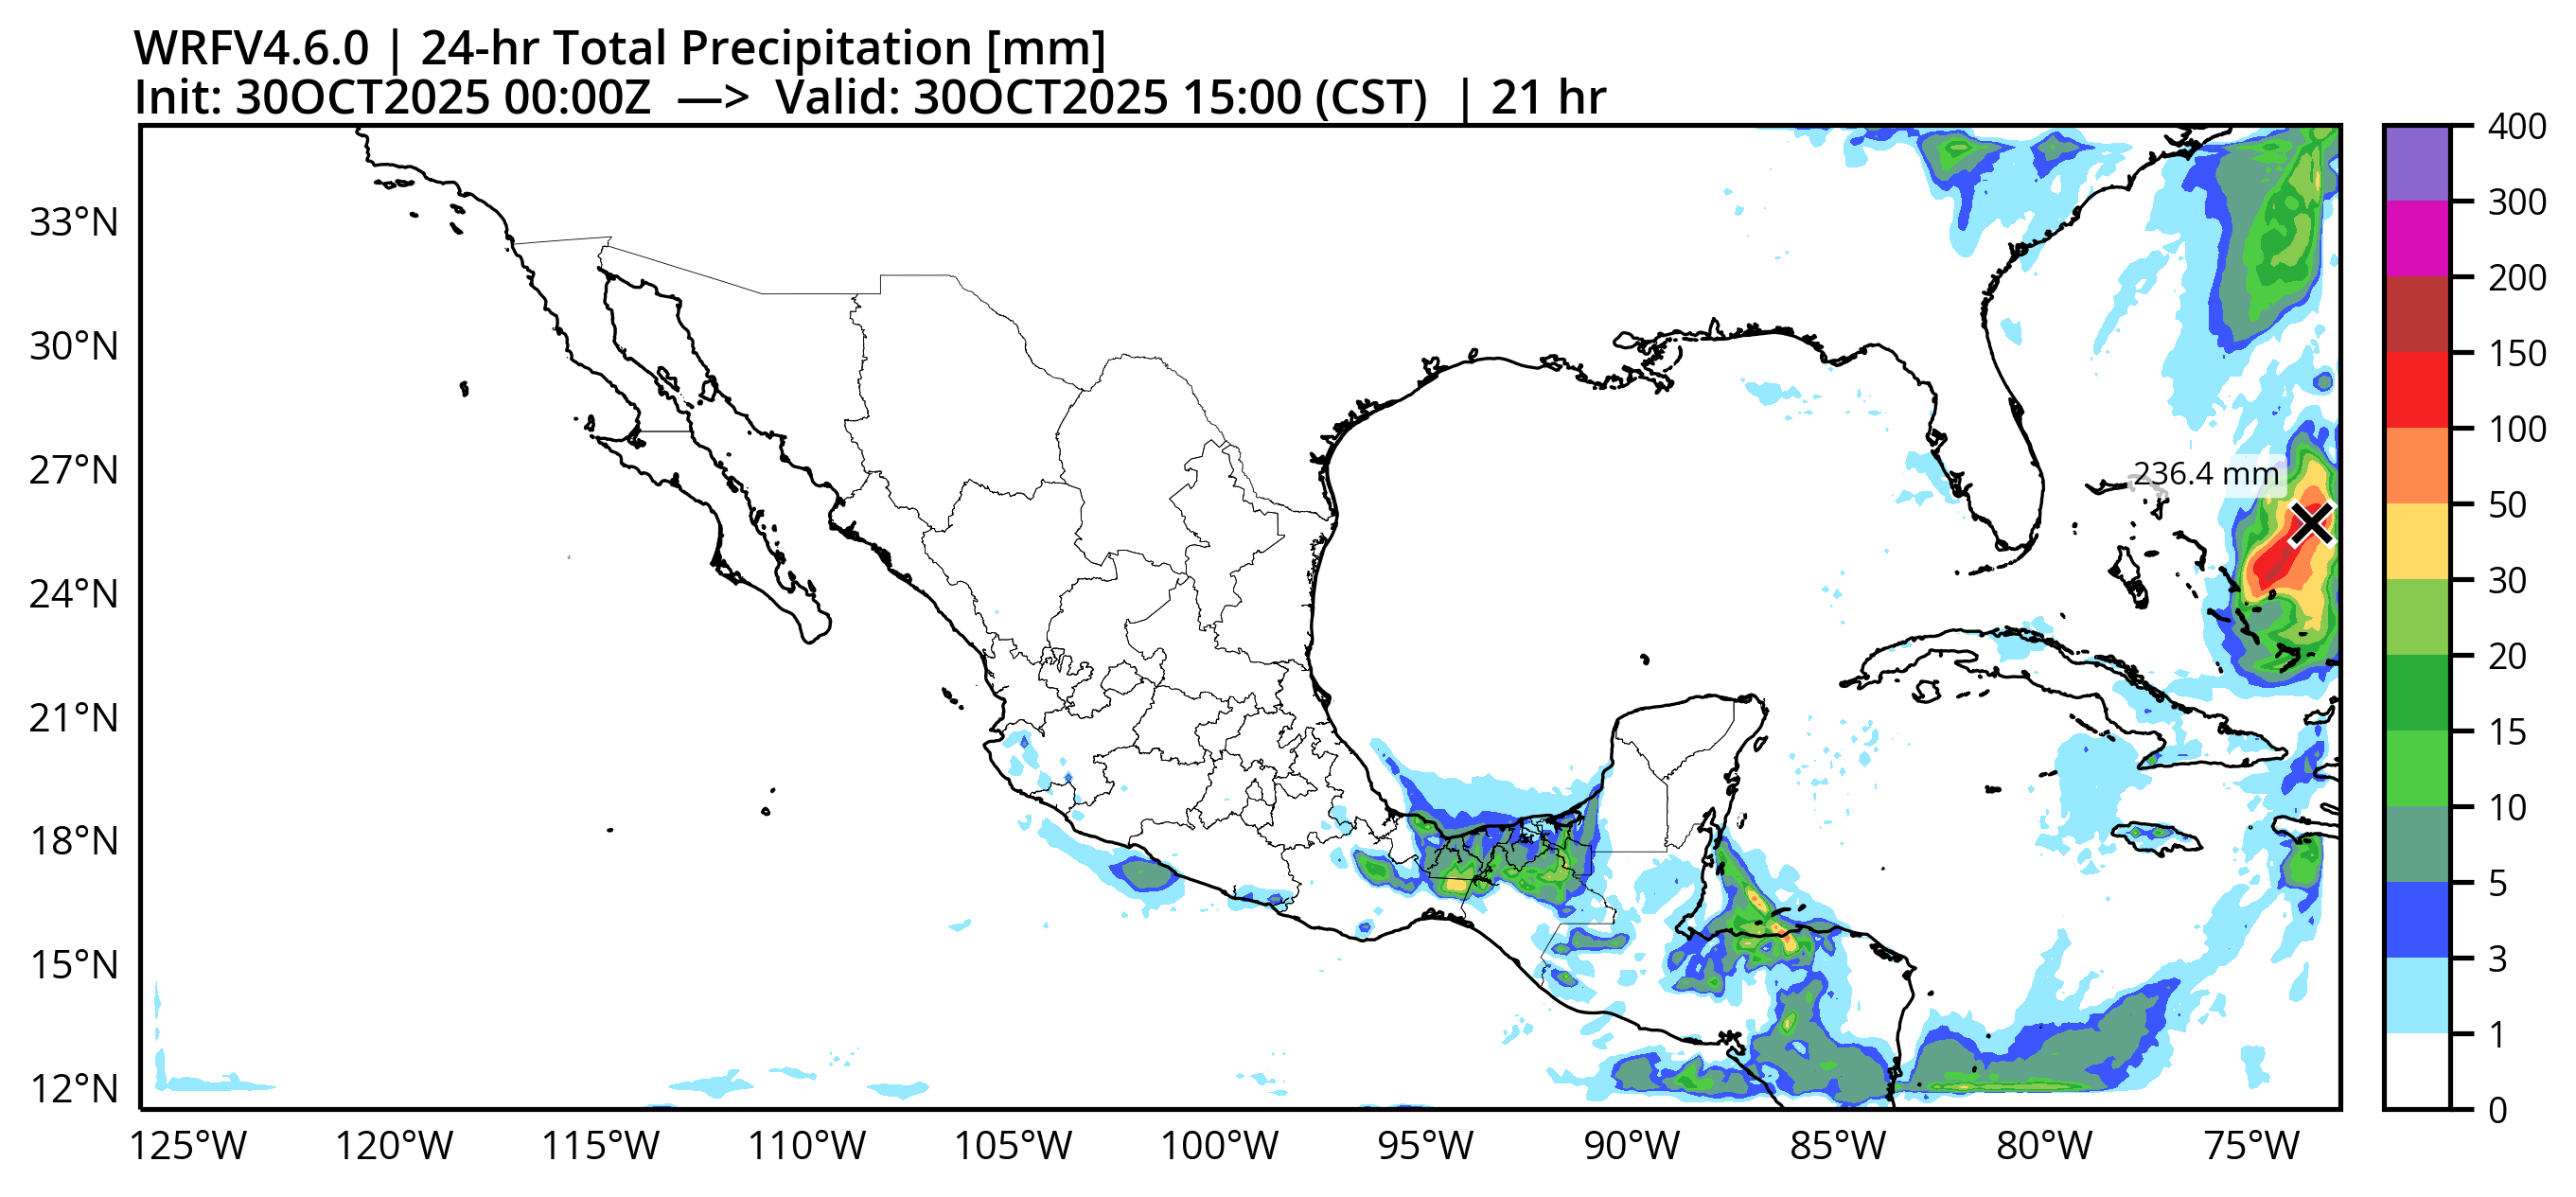 WRFV4.6.0 | 24-hr Total Precipitation [mm]
Init: 30OCT2025 00:00Z —> Valid: 30OCT2025 15:00 (CST) | 21 hr
33°N
30°N
27°N
24°N
21°N
18°N
15°N
12°N
236.4 mm
125°W 120°W 115°W 110°W 105°W 100°W 95°W 90°W 85°W 80°W 75°W
400
300
200
150
100
50
30
20
15
10
5
3
1
0